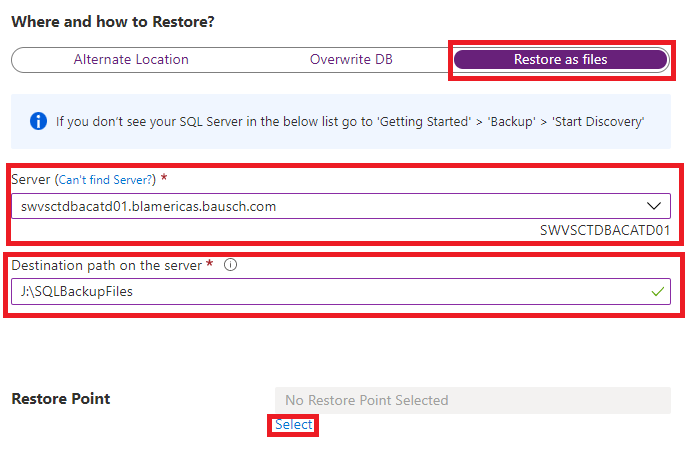 Where and how to Restore?
Alternate Location Overwrite DB Restore as files
If you don't see your SQL Server in the below list go to 'Getting Started' > 'Backup' > 'Start Discovery'
Server (Can't find Server?) *
swvsctdbacatd01.blamericas.bausch.com
SWVSCTDBACATD01
Destination path on the server *
J:\SQLBackupFiles
Restore Point No Restore Point Selected
Select